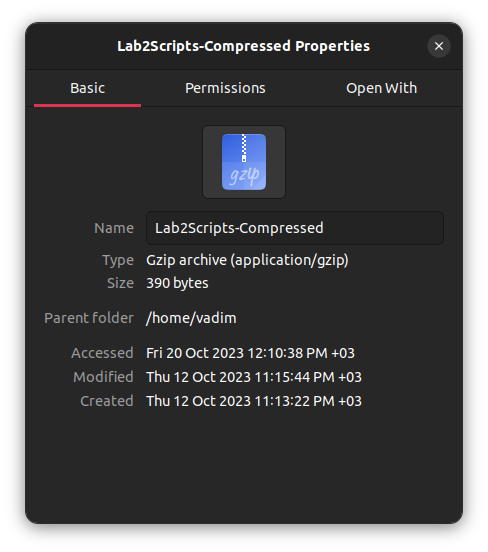 Lab2Scripts-Compressed Properties
Basic Permissions Open With
gzip
Name Lab2Scripts-Compressed
Type Gzip archive (application/gzip)
Size 390 bytes
Parent folder /home/vadim
Accessed Fri 20 Oct 2023 12:10:38 PM +03
Modified Thu 12 Oct 2023 11:15:44 PM +03
Created Thu 12 Oct 2023 11:13:22 PM +03